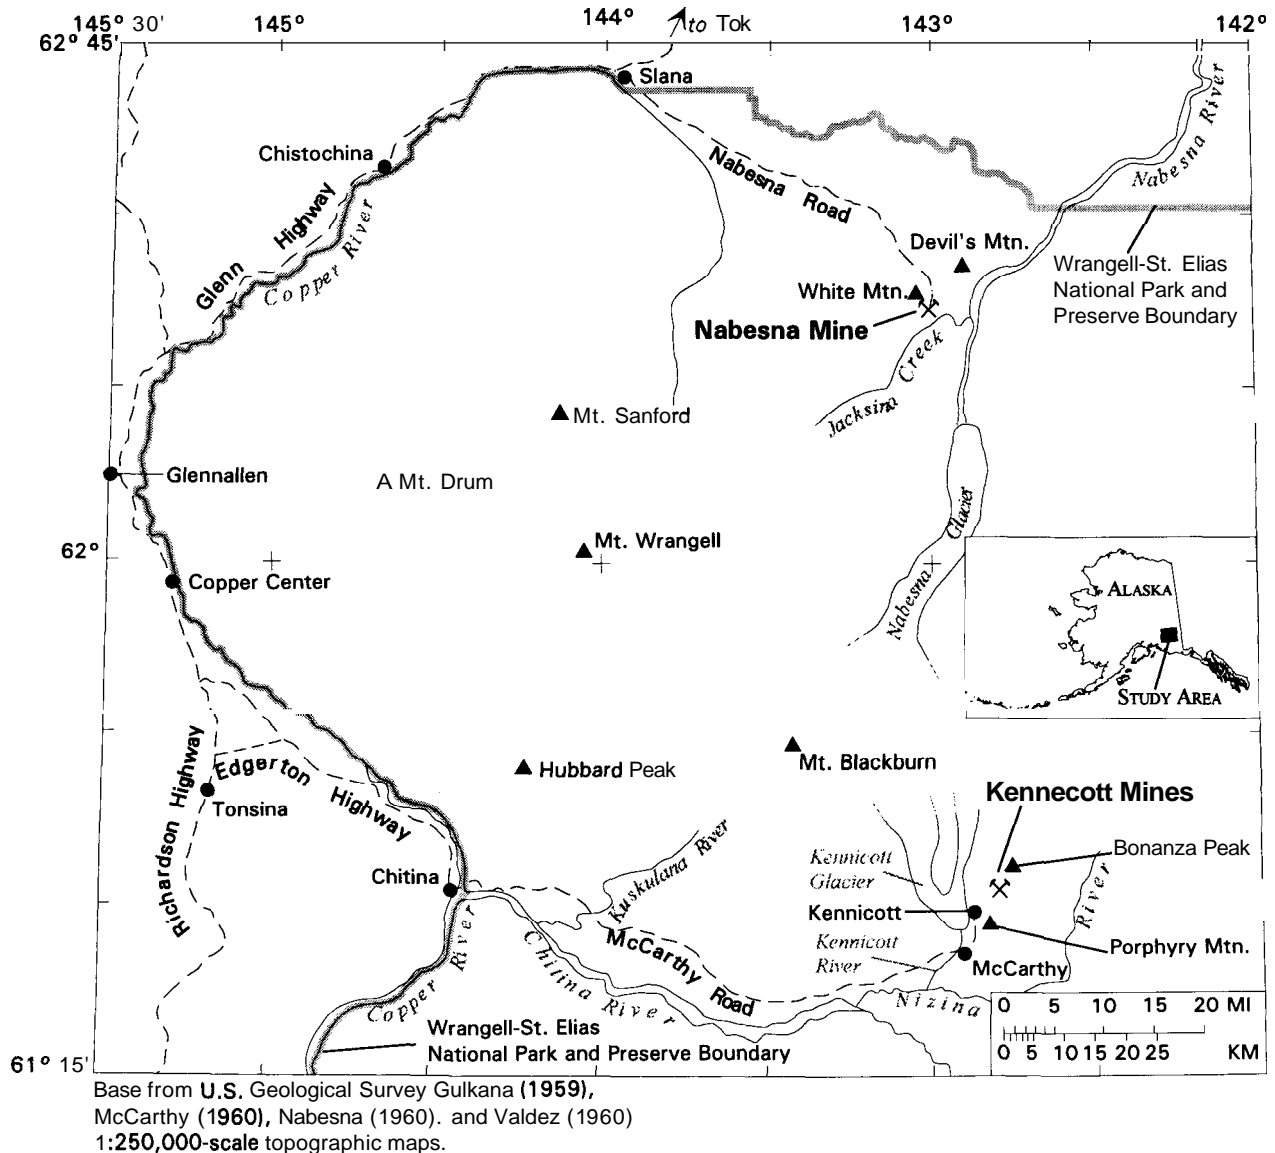 145° 30'
145°
144°
143°
142°
to Tok
62° 45'
Slana
Chistochina
Nabesna Road
Nabesna River
Glenn Highway
Copper River
Devil's Mtn.
Wrangell-St. Elias
National Park and
Preserve Boundary
White Mtn.
Nabesna Mine
Jacksina Creek
Mt. Sanford
Glennallen
A Mt. Drum
Nabesna Glacier
62°
Mt. Wrangell
Copper Center
ALASKA
STUDY AREA
Richardson Highway
Edgerton Highway
Tonsina
Hubbard Peak
Mt. Blackburn
Kennecott Mines
Bonanza Peak
Kennicott
Glacier
Chitina
Kuskulana River
Kennicott
River
Porphyry Mtn.
Kennicott
River
McCarthy
McCarthy Road
Chitina River
Nizina
Copper River
0 5 10 15 20 MI
0 5 10 15 20 25 KM
Wrangell-St. Elias
National Park and Preserve Boundary
61° 15'
Base from U.S. Geological Survey Gulkana (1959),
McCarthy (1960), Nabesna (1960). and Valdez (1960)
1:250,000-scale topographic maps.